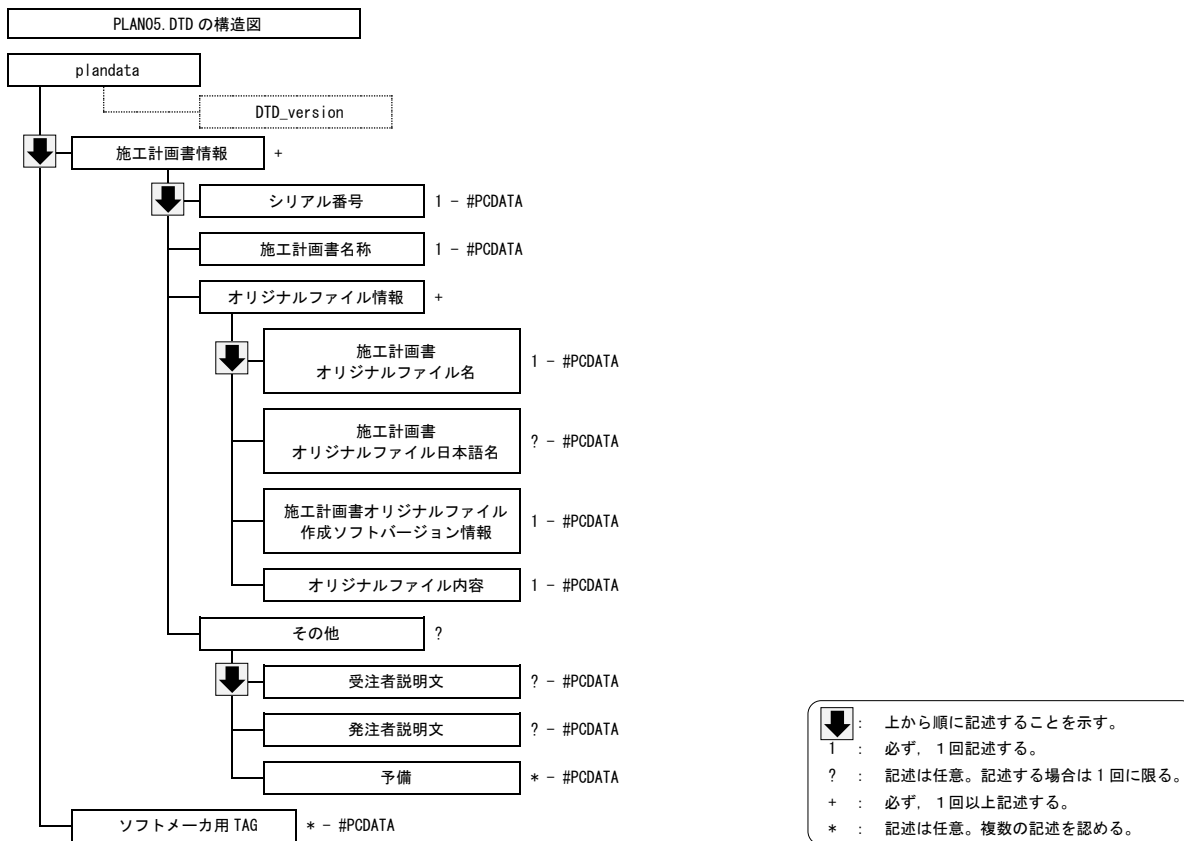 PLAN05.DTD の構造図
plandata
DTD_version
施工計画書情報 +
シリアル番号 1 - #PCDATA
施工計画書名称 1 - #PCDATA
オリジナルファイル情報 +
施工計画書
オリジナルファイル名 1 - #PCDATA
施工計画書
オリジナルファイル日本語名 ? - #PCDATA
施工計画書オリジナルファイル
作成ソフトバージョン情報 1 - #PCDATA
オリジナルファイル内容 1 - #PCDATA
その他 ?
受注者説明文 ? - #PCDATA
発注者説明文 ? - #PCDATA
予備 * - #PCDATA
ソフトメーカ用 TAG * - #PCDATA
: 上から順に記述することを示す。
1 : 必ず，１回記述する。
? : 記述は任意。記述する場合は１回に限る。
+ : 必ず，１回以上記述する。
* : 記述は任意。複数の記述を認める。